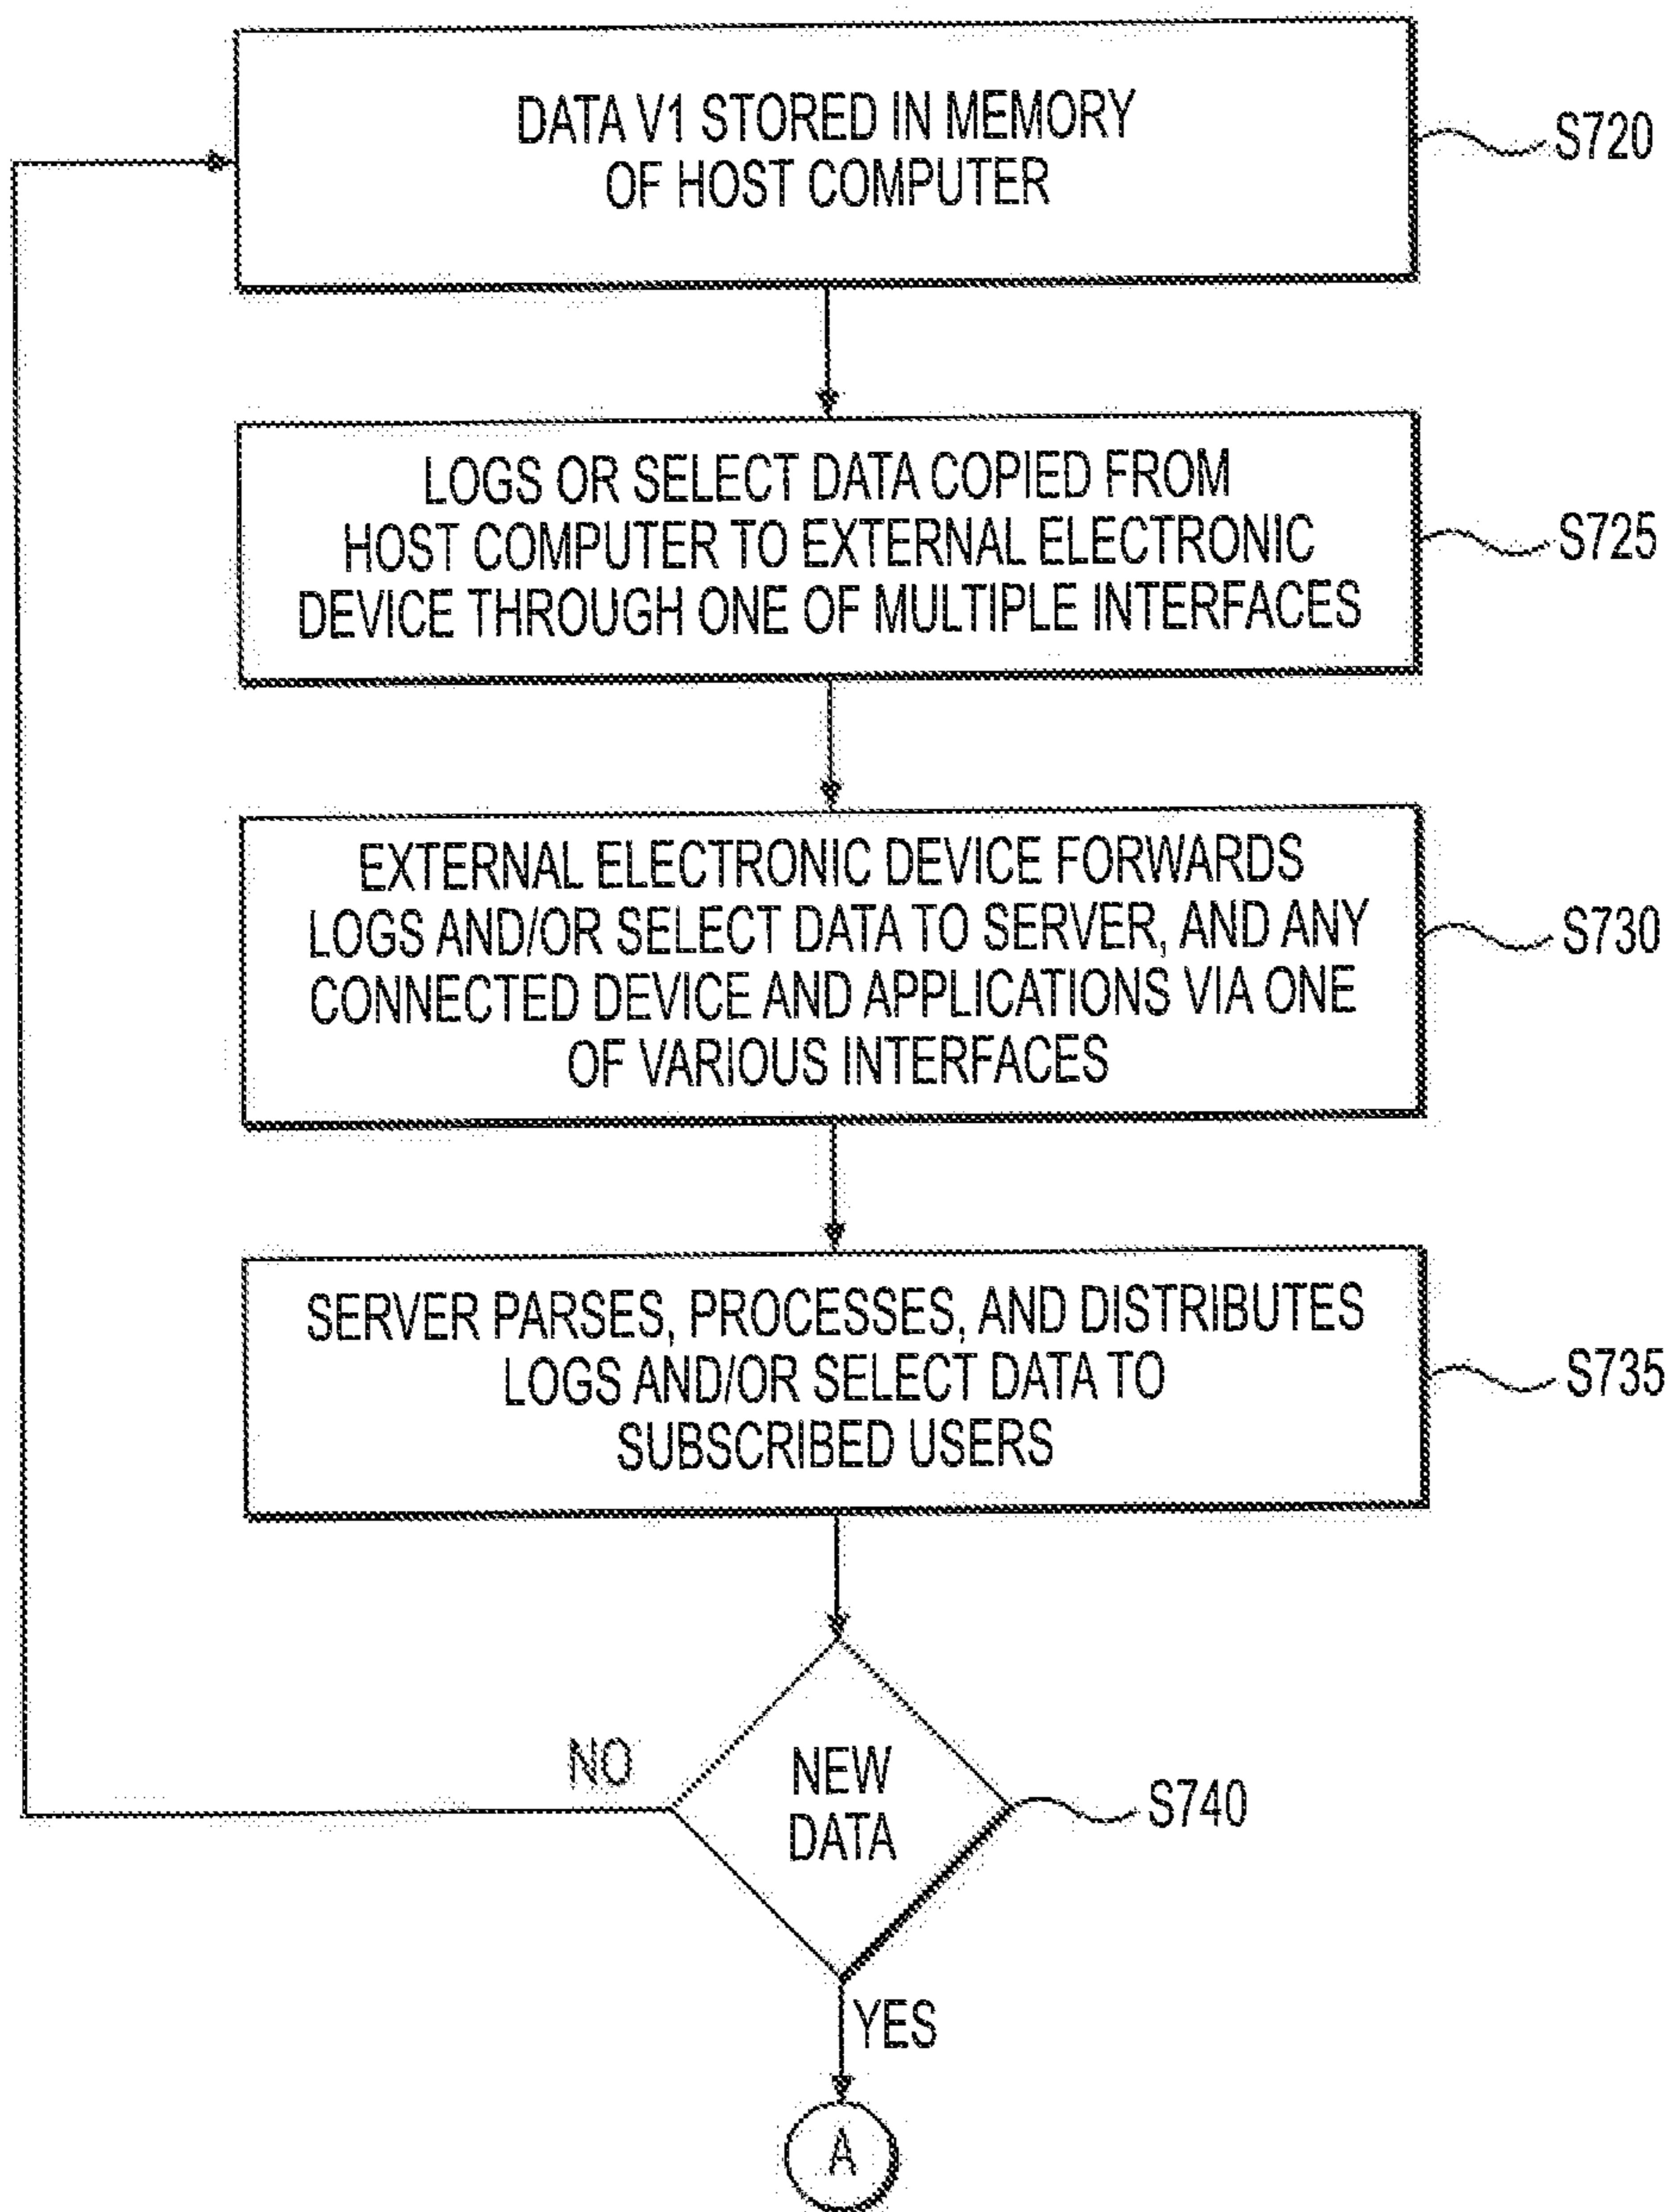 DATA V1 STORED IN MEMORY
OF HOST COMPUTER
S720
LOGS OR SELECT DATA COPIED FROM
HOST COMPUTER TO EXTERNAL ELECTRONIC
DEVICE THROUGH ONE OF MULTIPLE INTERFACES
S725
EXTERNAL ELECTRONIC DEVICE FORWARDS
LOGS AND/OR SELECT DATA TO SERVER, AND ANY
CONNECTED DEVICE AND APPLICATIONS VIA ONE
OF VARIOUS INTERFACES
S730
SERVER PARSES, PROCESSES, AND DISTRIBUTES
LOGS AND/OR SELECT DATA TO
SUBSCRIBED USERS
S735
NO
NEW
DATA
S740
YES
A